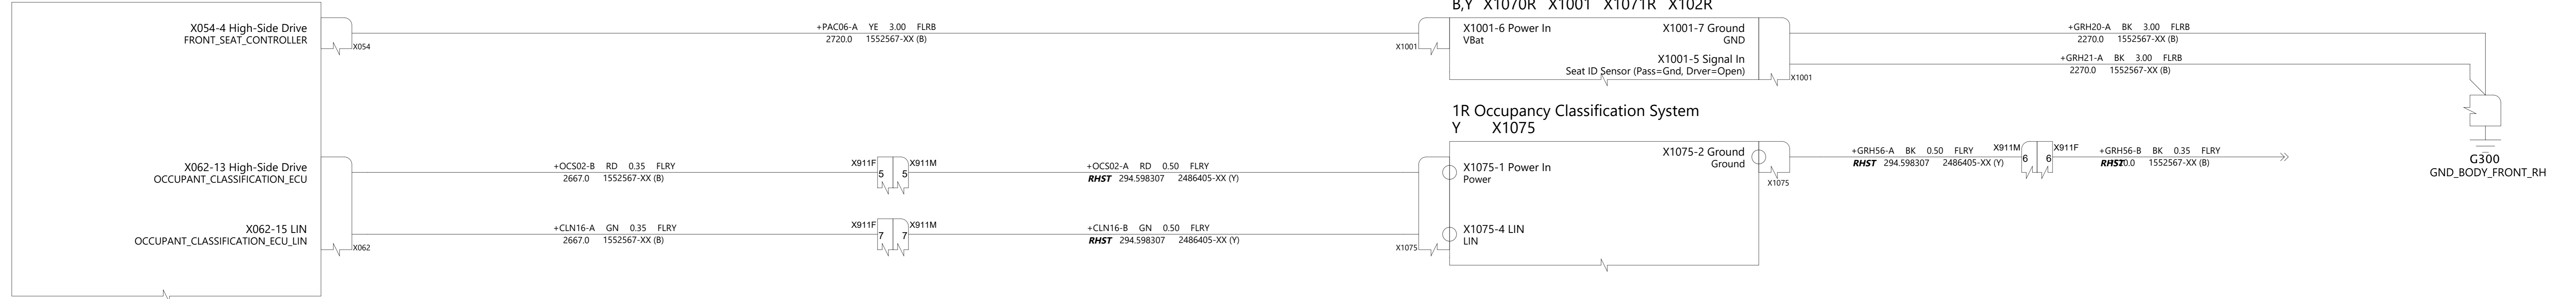 B,Y X1070R X1001 X1071R X102R
X054-4 High-Side Drive
FRONT_SEAT_CONTROLLER
X054
+PAC06-A YE 3.00 FLRB
2720.0 1552567-XX (B)
X1001
X1001-6 Power In
VBat
X1001-7 Ground
GND
X1001-5 Signal In
Seat ID Sensor (Pass=Gnd, Drver=Open)
X1001
+GRH20-A BK 3.00 FLRB
2270.0 1552567-XX (B)
+GRH21-A BK 3.00 FLRB
2270.0 1552567-XX (B)
G300
GND_BODY_FRONT_RH
1R Occupancy Classification System
Y X1075
X062-13 High-Side Drive
OCCUPANT_CLASSIFICATION_ECU
+OCS02-B RD 0.35 FLRY
2667.0 1552567-XX (B)
X911F X911M
5 5
+OCS02-A RD 0.50 FLRY
RHST 294.598307 2486405-XX (Y)
X1075-1 Power In
Power
X1075-2 Ground
Ground
X1075
+GRH56-A BK 0.50 FLRY
RHST 294.598307 2486405-XX (Y)
X911M X911F
6 6
+GRH56-B BK 0.35 FLRY
RHST 1552567-XX (B)
X062-15 LIN
OCCUPANT_CLASSIFICATION_ECU_LIN
X062
+CLN16-A GN 0.35 FLRY
2667.0 1552567-XX (B)
X911F X911M
7 7
+CLN16-B GN 0.50 FLRY
RHST 294.598307 2486405-XX (Y)
X1075
X1075-4 LIN
LIN